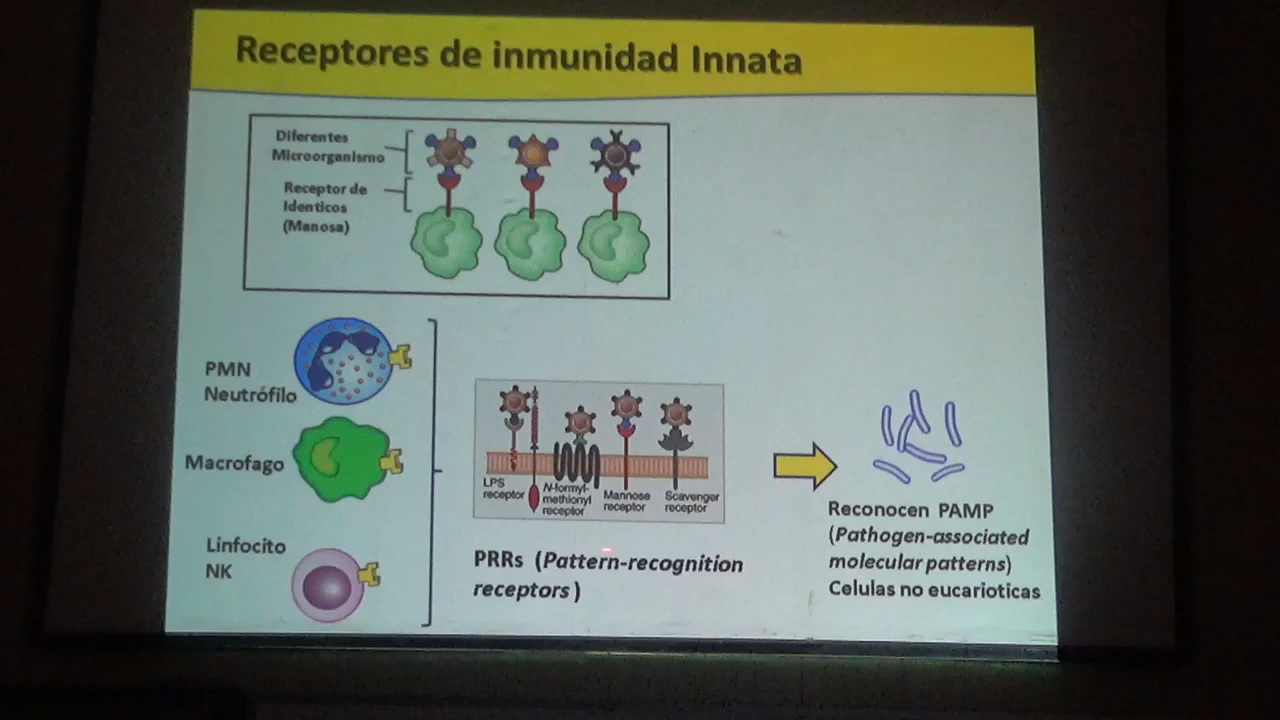 Receptores de inmunidad Innata
Diferentes
Microorganismo
Receptor de
Identicos
(Manosa)
PMN
Neutrófilo
Macrofago
Linfocito
NK
LPS
receptor
N-formyl-
methionyl
receptor
Mannose
receptor
Scavenger
receptor
PRRs (Pattern-recognition
receptors)
Reconocen PAMP
(Pathogen-associated
molecular patterns)
Celulas no eucarioticas